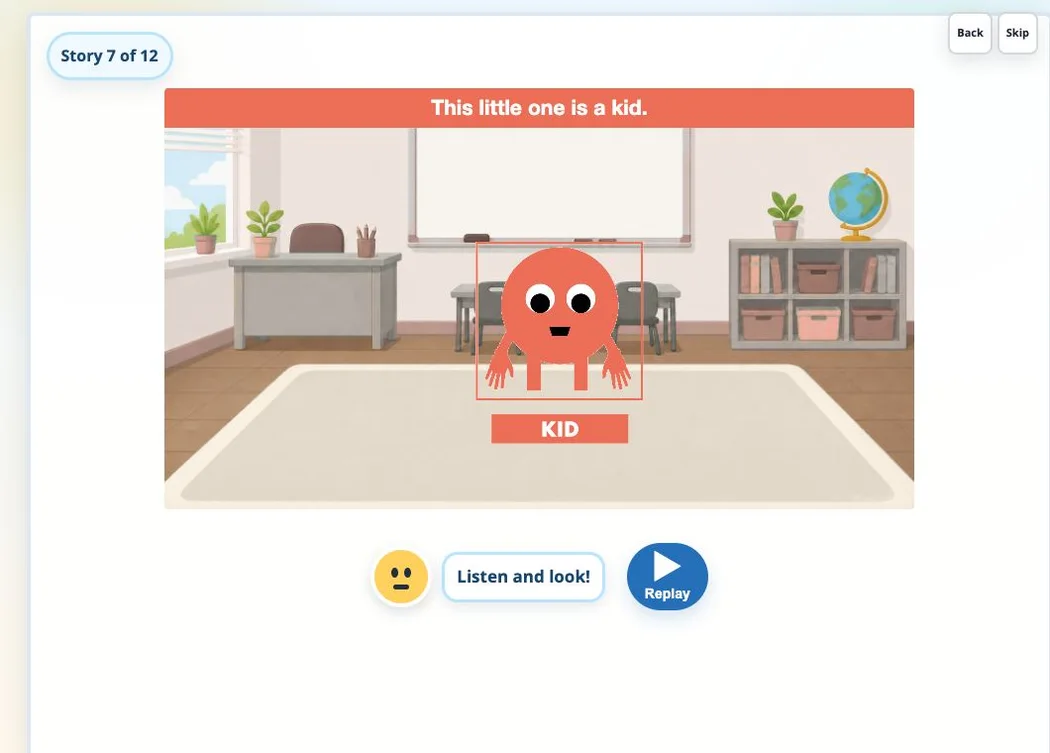 Story 7 of 12
Back
Skip
This little one is a kid.
KID
Listen and look!
Replay